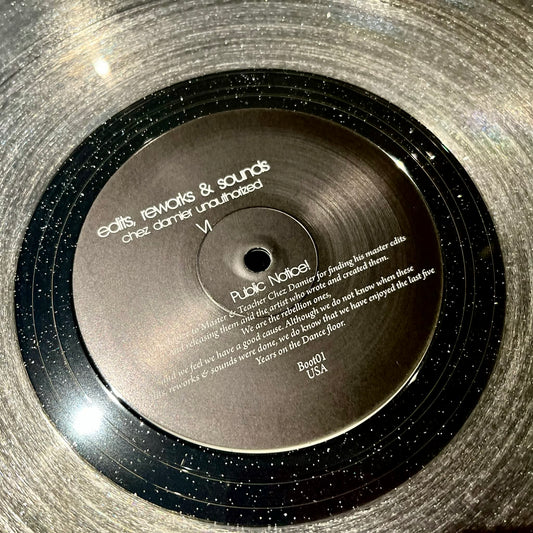 edits, reworks & sounds
chez damier unauthorized
V1
Public Notice!
Master & Teacher Chez Damier for finding his master edits
releasing them and the artist who wrote and created them.
We are the rebellion ones,
we feel we have a good cause. Although we do not know when these
reworks & sounds were done, we do know that we have enjoyed the last five
Years on the Dance floor.
Boot01
USA